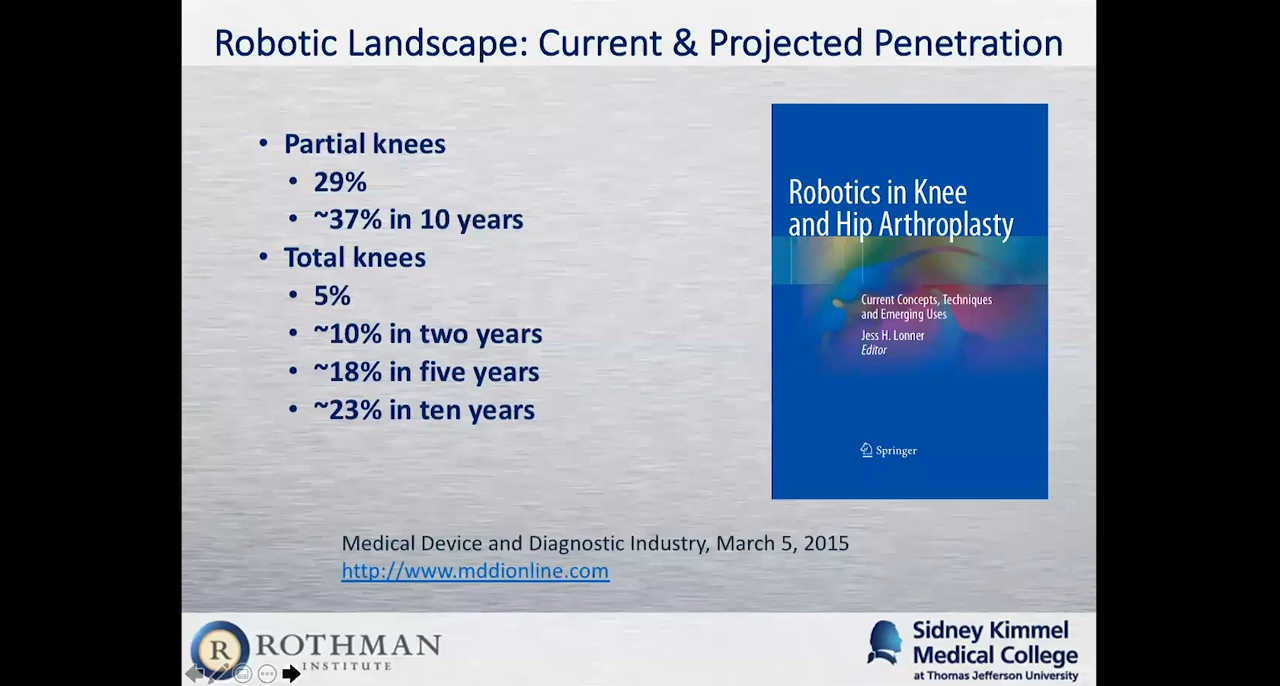 Robotic Landscape: Current & Projected Penetration
• Partial knees
• 29%
• ~37% in 10 years
• Total knees
• 5%
• ~10% in two years
• ~18% in five years
• ~23% in ten years
Robotics in Knee
and Hip Arthroplasty
Current Concepts, Techniques
and Emerging Uses
Jess H. Lonner
Editor
Springer
Medical Device and Diagnostic Industry, March 5, 2015
http://www.mddionline.com
R ROTHMAN
INSTITUTE
Sidney Kimmel
Medical College
at Thomas Jefferson University